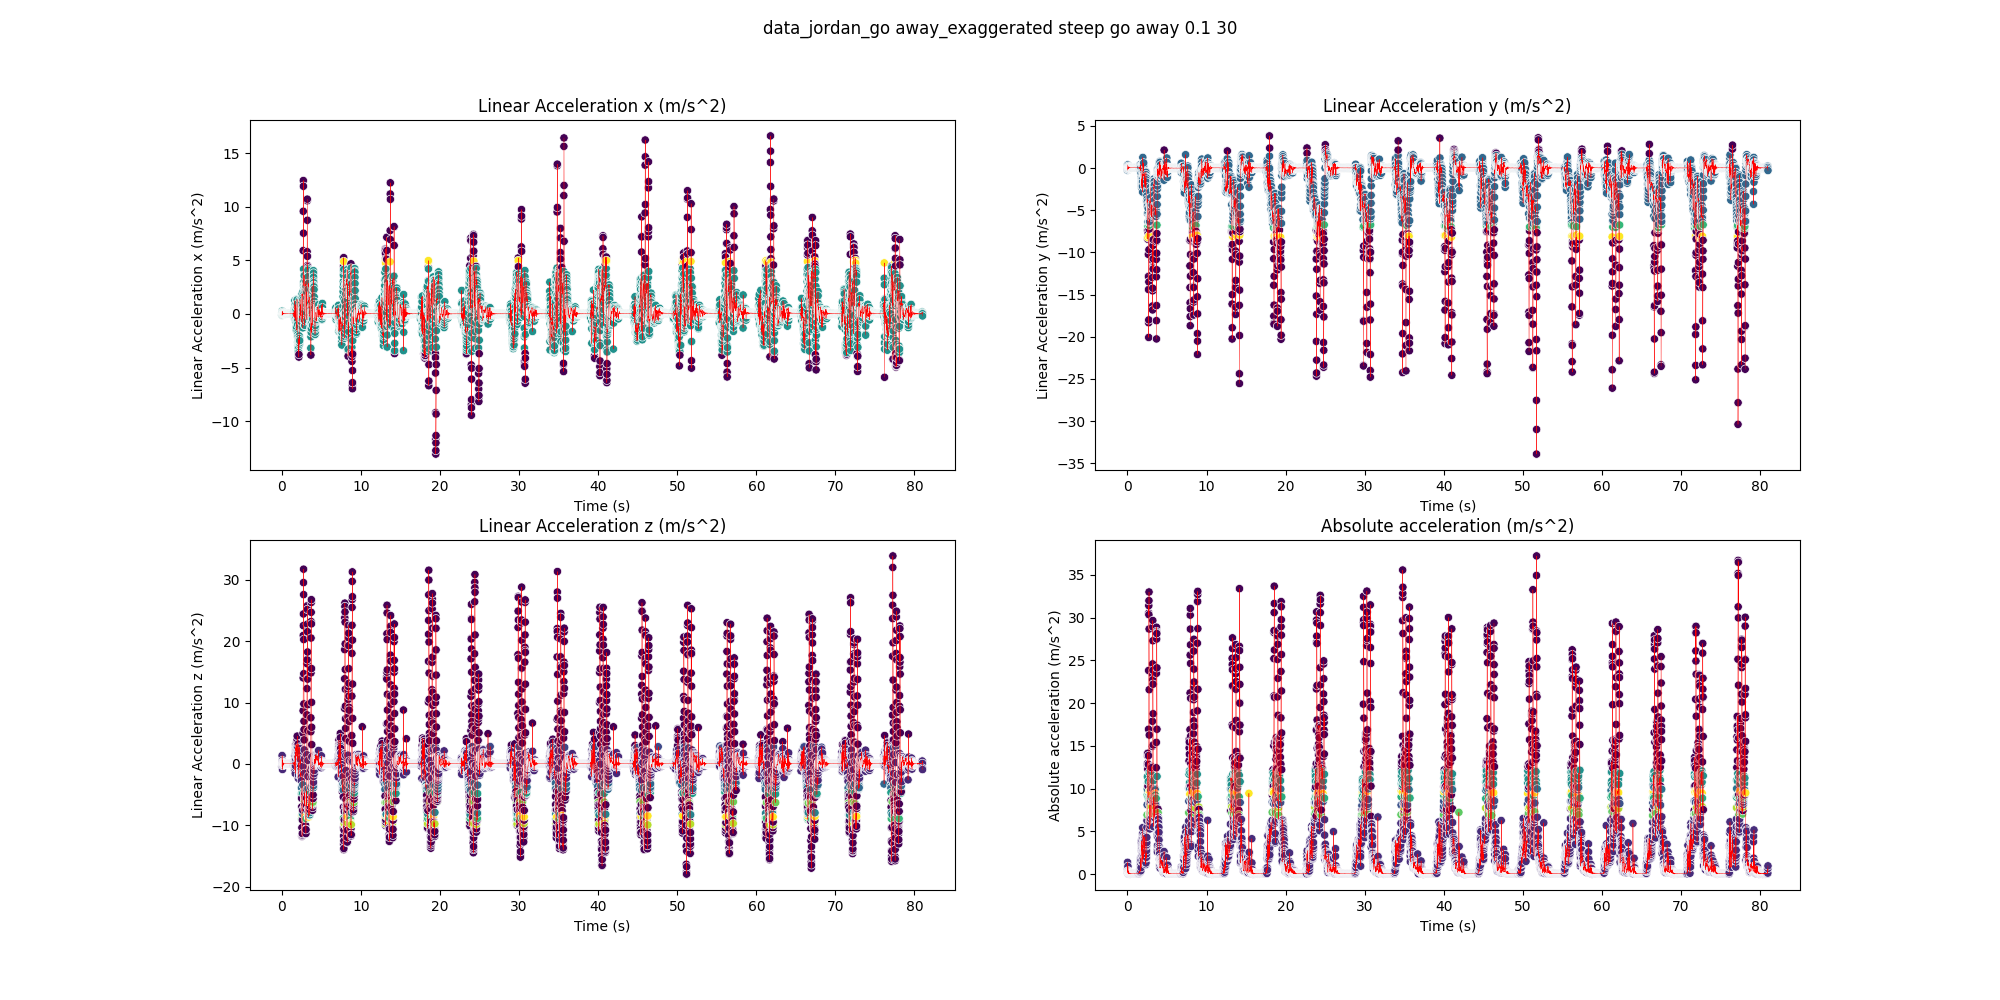 data_jordan_go away_exaggerated steep go away 0.1 30
Linear Acceleration x (m/s^2)
Linear Acceleration x (m/s^2)
15
10
5
0
−5
−10
0 10 20 30 40 50 60 70 80
Time (s)
Linear Acceleration y (m/s^2)
Linear Acceleration y (m/s^2)
5
0
−5
−10
−15
−20
−25
−30
−35
0 10 20 30 40 50 60 70 80
Time (s)
Linear Acceleration z (m/s^2)
Linear Acceleration z (m/s^2)
30
20
10
0
−10
−20
0 10 20 30 40 50 60 70 80
Time (s)
Absolute acceleration (m/s^2)
Absolute acceleration (m/s^2)
35
30
25
20
15
10
5
0
0 10 20 30 40 50 60 70 80
Time (s)